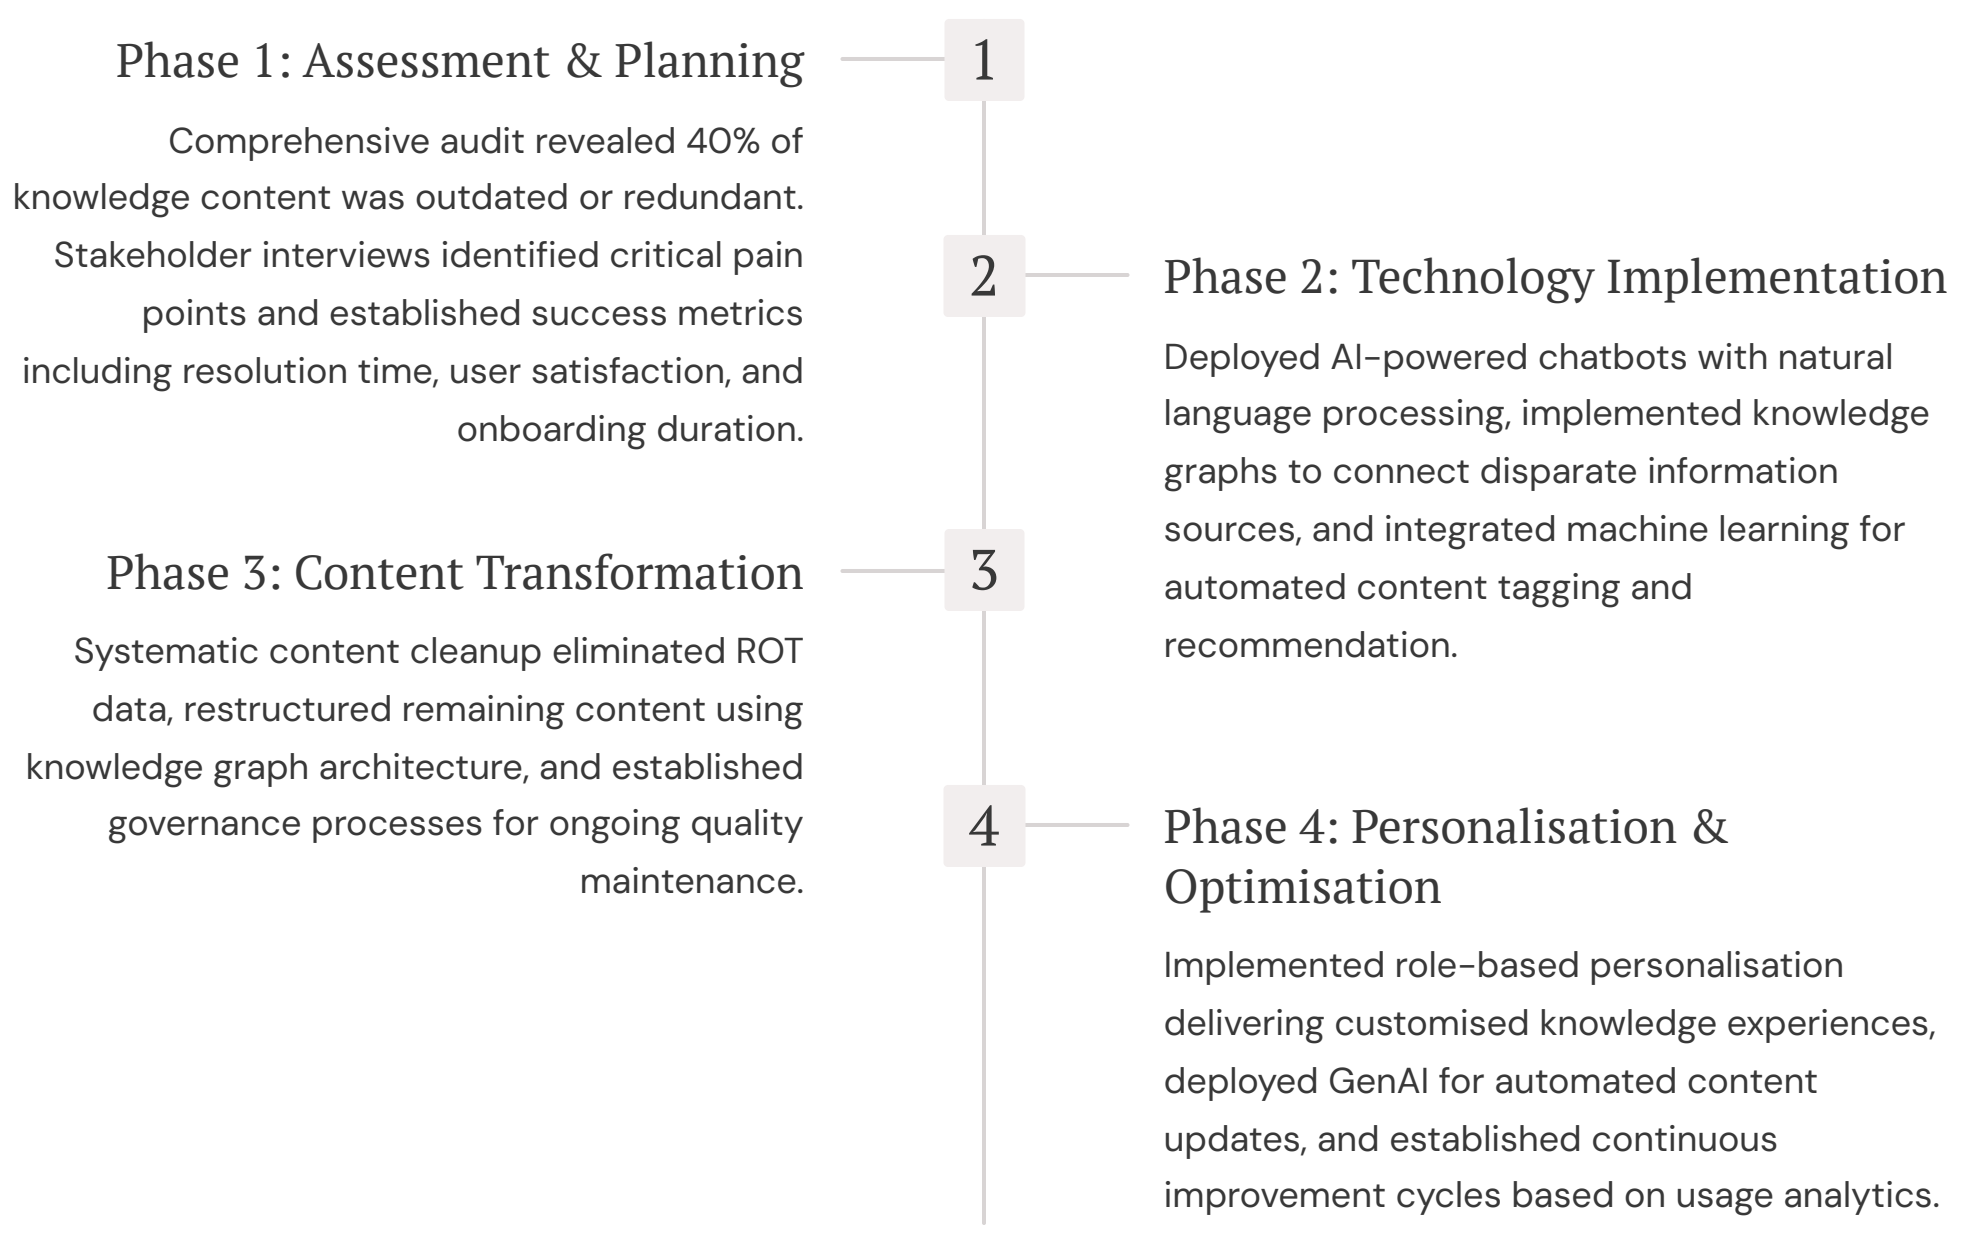 Phase 1: Assessment & Planning
1
Comprehensive audit revealed 40% of
knowledge content was outdated or redundant.
Stakeholder interviews identified critical pain
points and established success metrics
including resolution time, user satisfaction, and
onboarding duration.
2
Phase 2: Technology Implementation
Deployed AI-powered chatbots with natural
language processing, implemented knowledge
graphs to connect disparate information
sources, and integrated machine learning for
automated content tagging and
recommendation.
Phase 3: Content Transformation
3
Systematic content cleanup eliminated ROT
data, restructured remaining content using
knowledge graph architecture, and established
governance processes for ongoing quality
maintenance.
4
Phase 4: Personalisation &
Optimisation
Implemented role-based personalisation
delivering customised knowledge experiences,
deployed GenAI for automated content
updates, and established continuous
improvement cycles based on usage analytics.